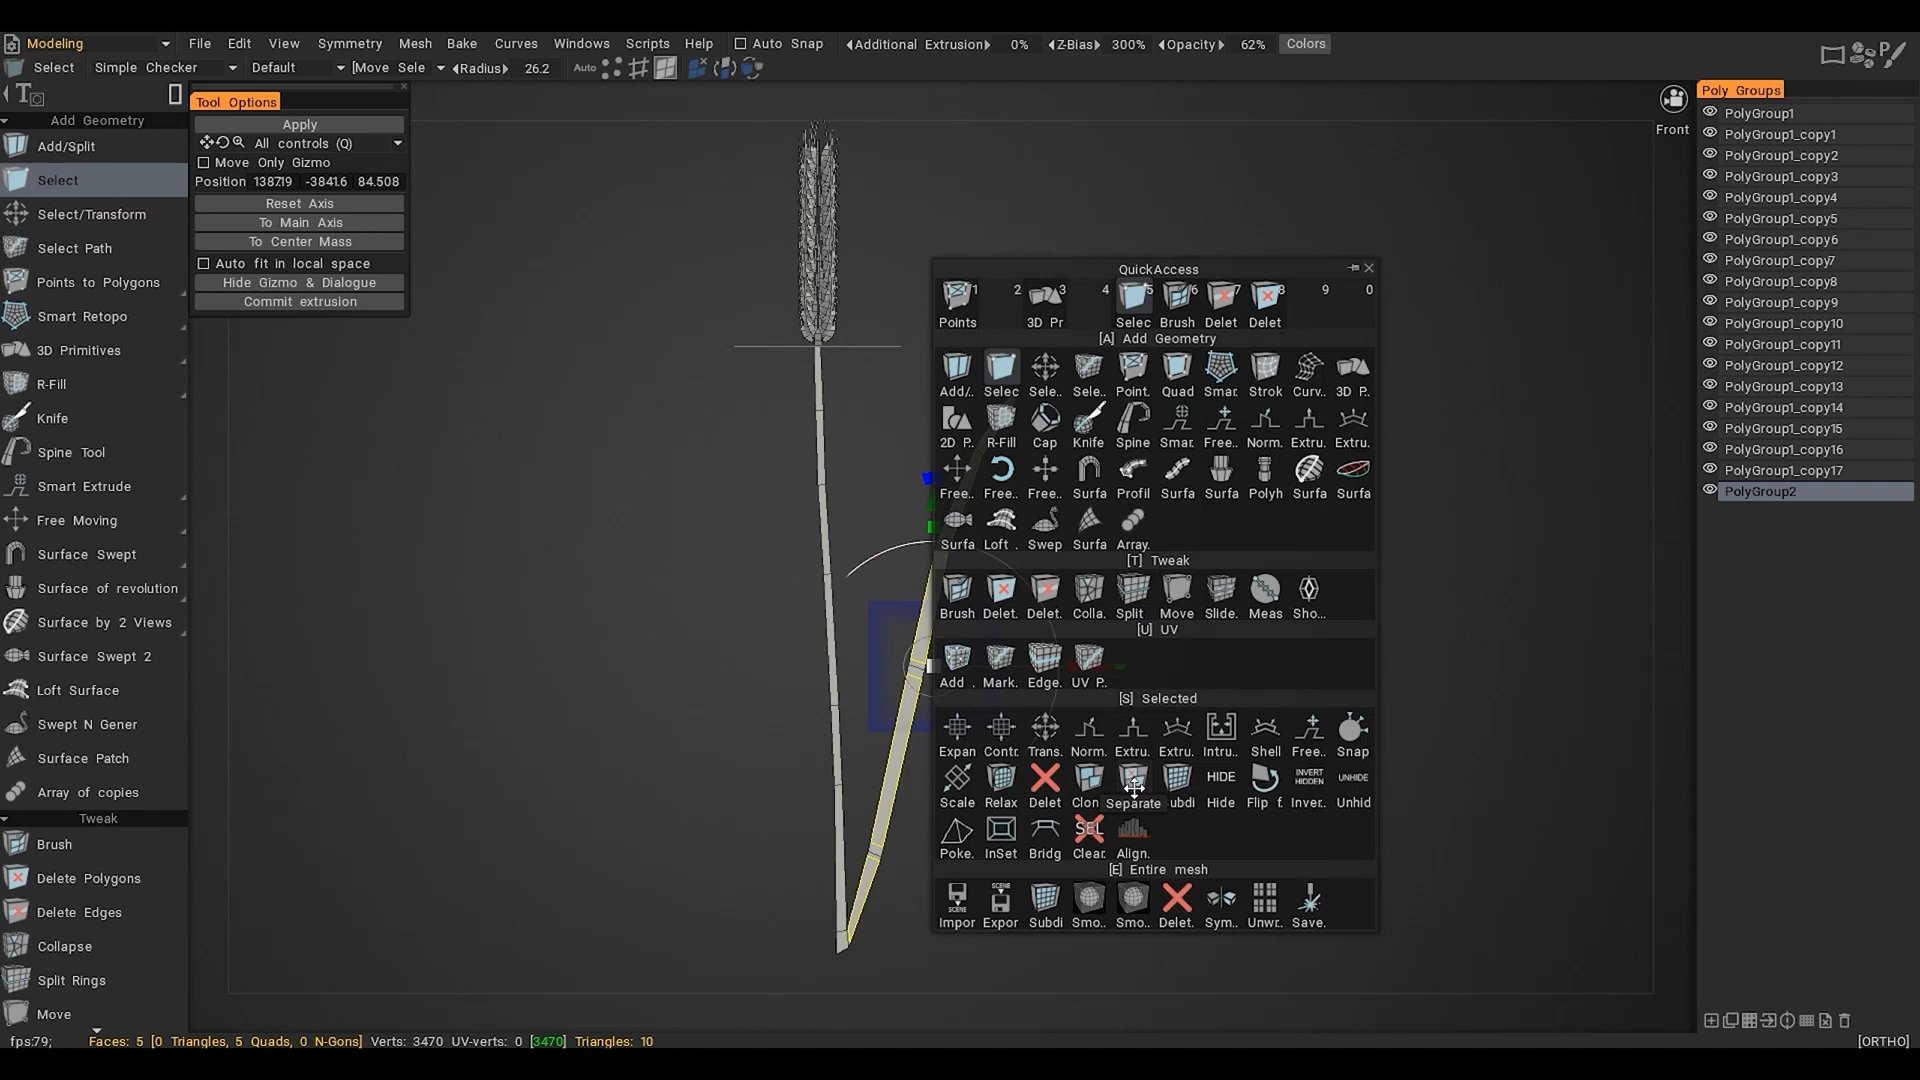 Modeling File Edit View Symmetry Mesh Bake Curves Windows Scripts Help Auto Snap Additional Extrusion 0% Z-Bias 300% Opacity 62% Colors
Select Simple Checker Default [Move Sele Radius 26.2 Auto
Add Geometry
Add/Split
Select
Select/Transform
Select Path
Points to Polygons
Smart Retopo
3D Primitives
R-Fill
Knife
Spine Tool
Smart Extrude
Free Moving
Surface Swept
Surface of revolution
Surface by 2 Views
Surface Swept 2
Loft Surface
Swept N Gener
Surface Patch
Array of copies
Tweak
Brush
Delete Polygons
Delete Edges
Collapse
Split Rings
Move
Tool Options
Apply
All controls (Q)
Move Only Gizmo
Position 1387.19 -3841.6 84.508
Reset Axis
To Main Axis
To Center Mass
Auto fit in local space
Hide Gizmo & Dialogue
Commit extrusion
QuickAccess
1 2 3 4 5 6 7 8 9 0
Points 3D Pr Selec Brush Delet Delet
[A] Add Geometry
Add/. Selec Sele.. Sele.. Point. Quad Smar. Strok Curv.. 3D P..
2D P.. R-Fill Cap Knife Spine Smar. Free.. Norm. Extru. Extru.
Free.. Free.. Free.. Surfa Profil Surfa Surfa Polyh Surfa Surfa
Surfa Loft . Swep Surfa Array.
[T] Tweak
Brush Delet. Delet. Colla. Split Move Slide. Meas Sho...
[U] UV
Add . Mark. Edge. UV P..
[S] Selected
Expan Contr. Trans. Norm. Extru. Extru. Intru.. Shell Free.. Snap
HIDE INVERT HIDDEN UNHIDE
Scale Relax Delet Clon Separate ubdi Hide Flip f. Inver.. Unhid
SEL
Poke. InSet Bridg Clear. Align.
[E] Entire mesh
SCENE SCENE
Impor Expor Subdi Smo.. Smo.. Delet. Sym.. Unwr.. Save.
Front
Poly Groups
PolyGroup1
PolyGroup1_copy1
PolyGroup1_copy2
PolyGroup1_copy3
PolyGroup1_copy4
PolyGroup1_copy5
PolyGroup1_copy6
PolyGroup1_copy7
PolyGroup1_copy8
PolyGroup1_copy9
PolyGroup1_copy10
PolyGroup1_copy11
PolyGroup1_copy12
PolyGroup1_copy13
PolyGroup1_copy14
PolyGroup1_copy15
PolyGroup1_copy16
PolyGroup1_copy17
PolyGroup2
fps:79; Faces: 5 [0 Triangles, 5 Quads, 0 N-Gons] Verts: 3470 UV-verts: 0 [3470] Triangles: 10 [ORTHO]